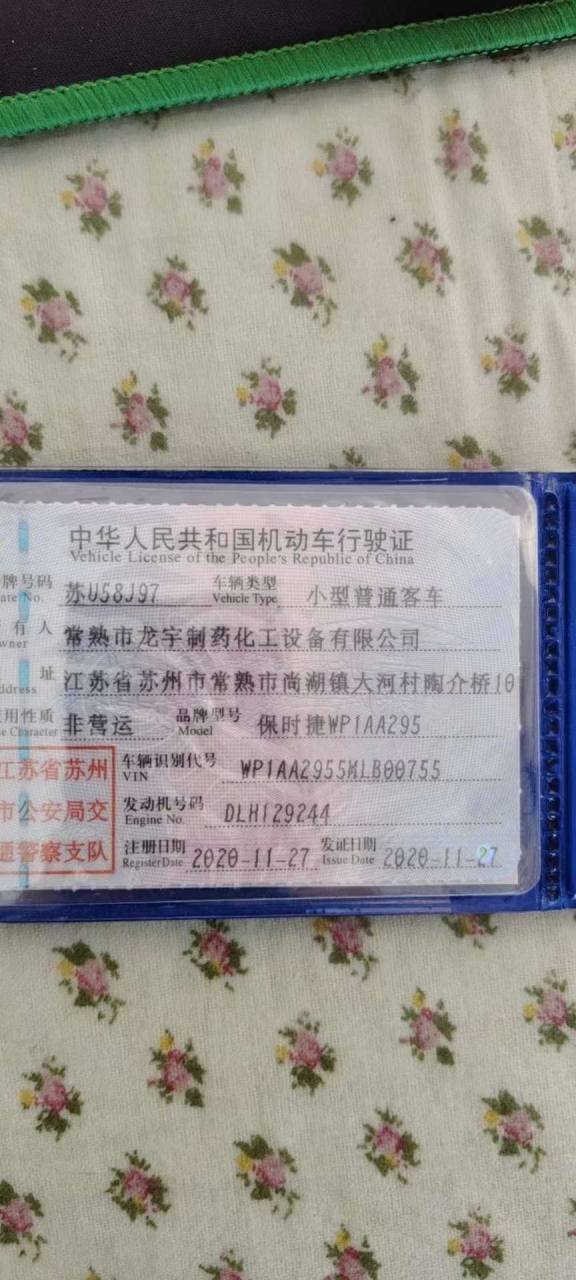 中华人民共和国机动车行驶证
Vehicle License of the People's Republic of China
牌号码 苏U58J97 车辆类型 小型普通客车
ate No. Vehicle Type
有人 常熟市龙宇制药化工设备有限公司
wner
址 江苏省苏州市常熟市尚湖镇大河村陶介桥10
ddress
用性质 非营运 品牌型号 保时捷WP1AA295
e Character Model
江苏省苏州 车辆识别代号 WP1AA2955MLB00755
VIN
市公安局交 发动机号码 DLH129244
Engine No.
通警察支队 注册日期 2020-11-27 发证日期 2020-11-27
Register Date Issue Date